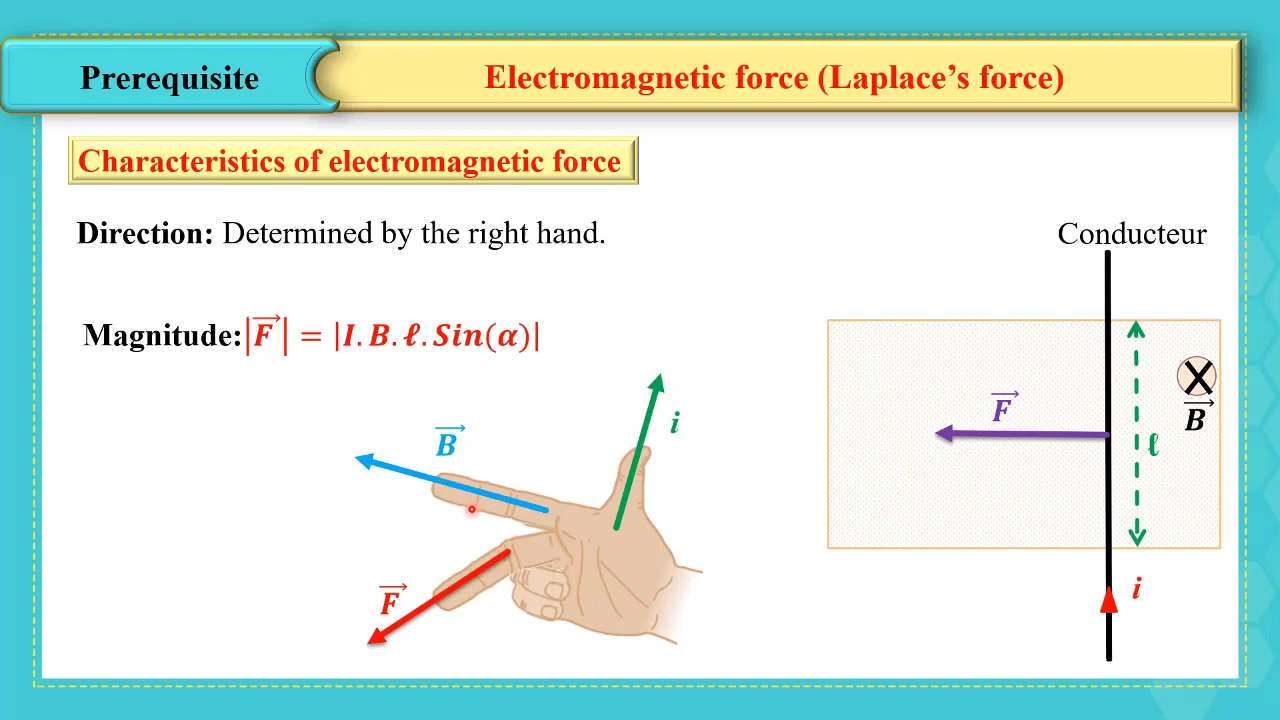 Prerequisite
Electromagnetic force (Laplace’s force)
Characteristics of electromagnetic force
Direction: Determined by the right hand.
Conducteur
Magnitude: |F⃗| = |I. B. ℓ. Sin(α)|
i
B⃗
F⃗
F⃗
X
B⃗
ℓ
i